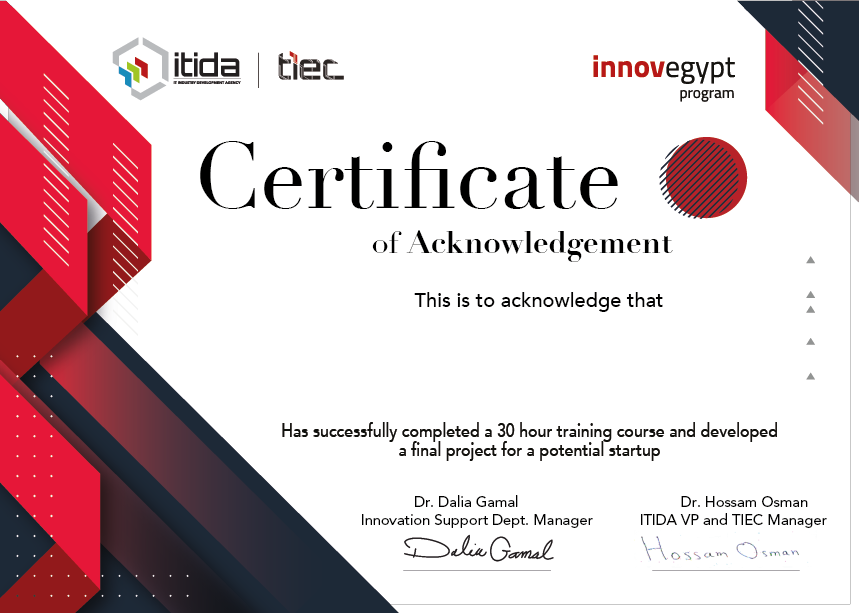 itida
IT INDUSTRY DEVELOPMENT AGENCY
tiec
innovegypt
program
Certificate
of Acknowledgement
This is to acknowledge that
Has successfully completed a 30 hour training course and developed
a final project for a potential startup
Dr. Dalia Gamal
Innovation Support Dept. Manager
Dalia Gamal
Dr. Hossam Osman
ITIDA VP and TIEC Manager
Hossam Osman